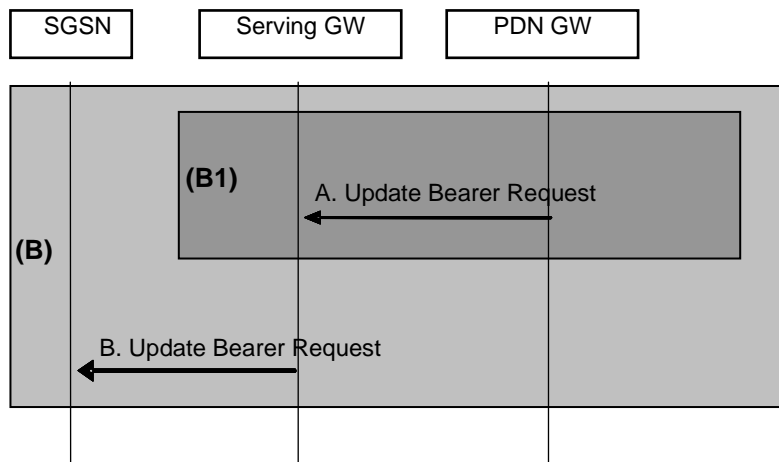 SGSN
Serving GW
PDN GW
(B1)
A. Update Bearer Request
(B)
B. Update Bearer Request